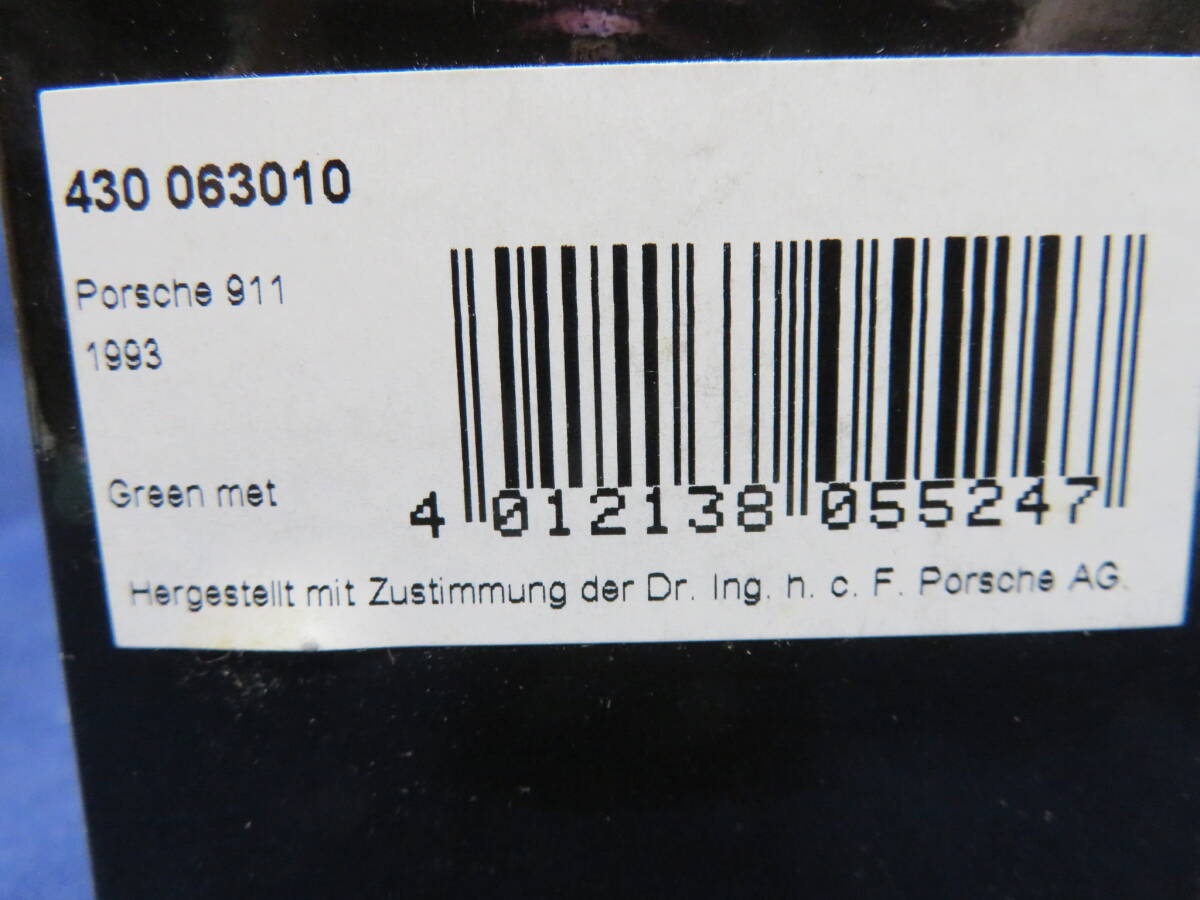 430 063010
Porsche 911
1993
Green met
4 012138 055247
Hergestellt mit Zustimmung der Dr. Ing. h. c. F. Porsche AG.